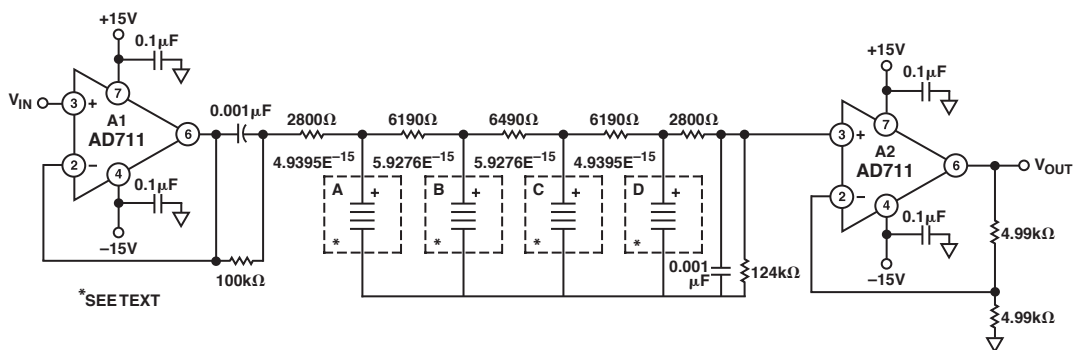 +15V
0.1µF
VIN
3
+
7
A1
AD711
6
2
–
4
0.1µF
–15V
0.001µF
100kΩ
*SEE TEXT
2800Ω
6190Ω
6490Ω
6190Ω
2800Ω
4.9395E–15
5.9276E–15
5.9276E–15
4.9395E–15
A
+
*
B
+
*
C
+
*
D
+
*
0.001
µF
124kΩ
+15V
0.1µF
3
+
7
A2
AD711
6
2
–
4
0.1µF
–15V
VOUT
4.99kΩ
4.99kΩ